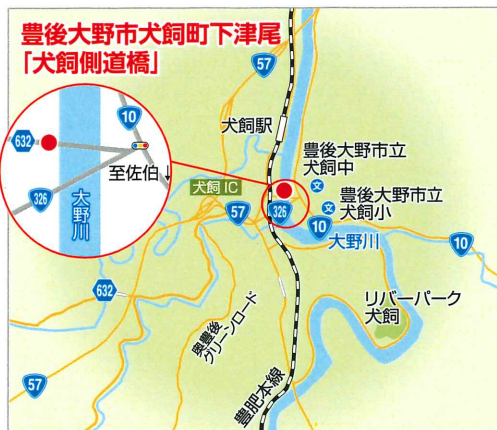 豊後大野市犬飼町下津尾
「犬飼側道橋」
57
10
632
至佐伯↓
326
大野川
犬飼駅
豊後大野市立
犬飼中
文
犬飼IC
豊後大野市立
犬飼小
文
57
326
10
大野川
10
632
リバーパーク
犬飼
奥豊後
グリーンロード
57
豊肥本線